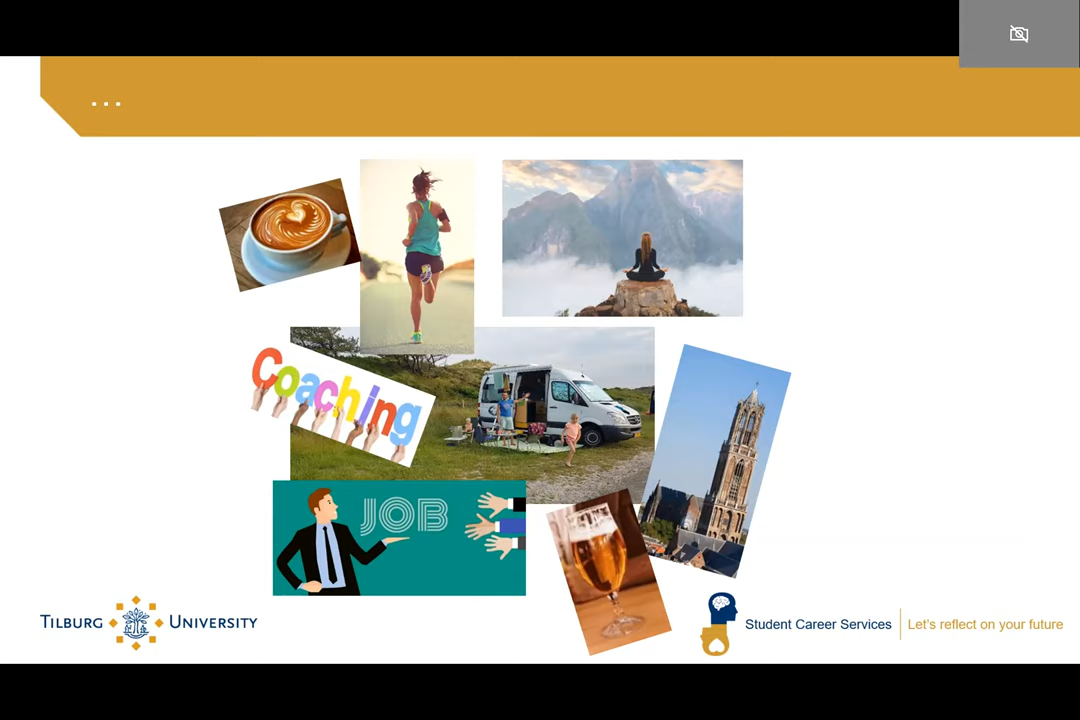 ...
Coaching
JOB
TILBURG UNIVERSITY
Student Career Services
Let's reflect on your future